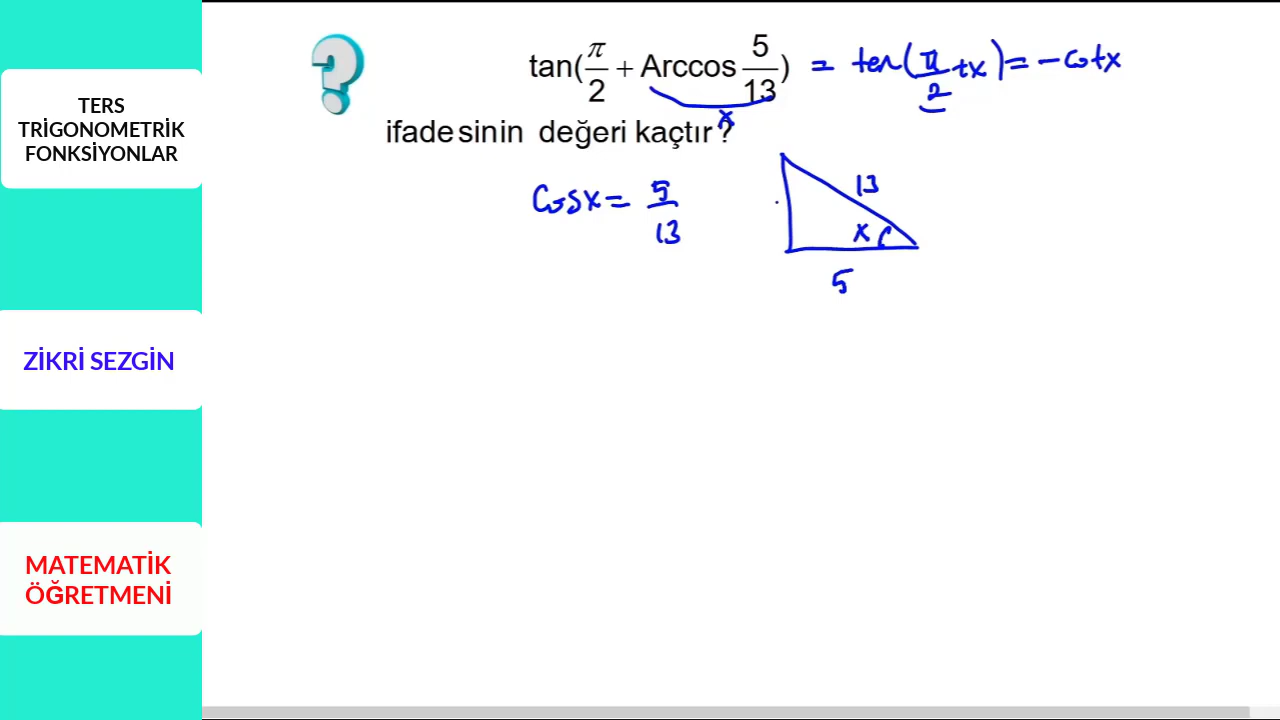 TERS
TRİGONOMETRİK
FONKSİYONLAR
ZİKRİ SEZGİN
MATEMATİK
ÖĞRETMENİ
tan(π/2 + Arccos 5/13) = tan(π/2 + x) = -cotx
x
ifadesinin değeri kaçtır ?
Cosx = 5/13
13
x
5